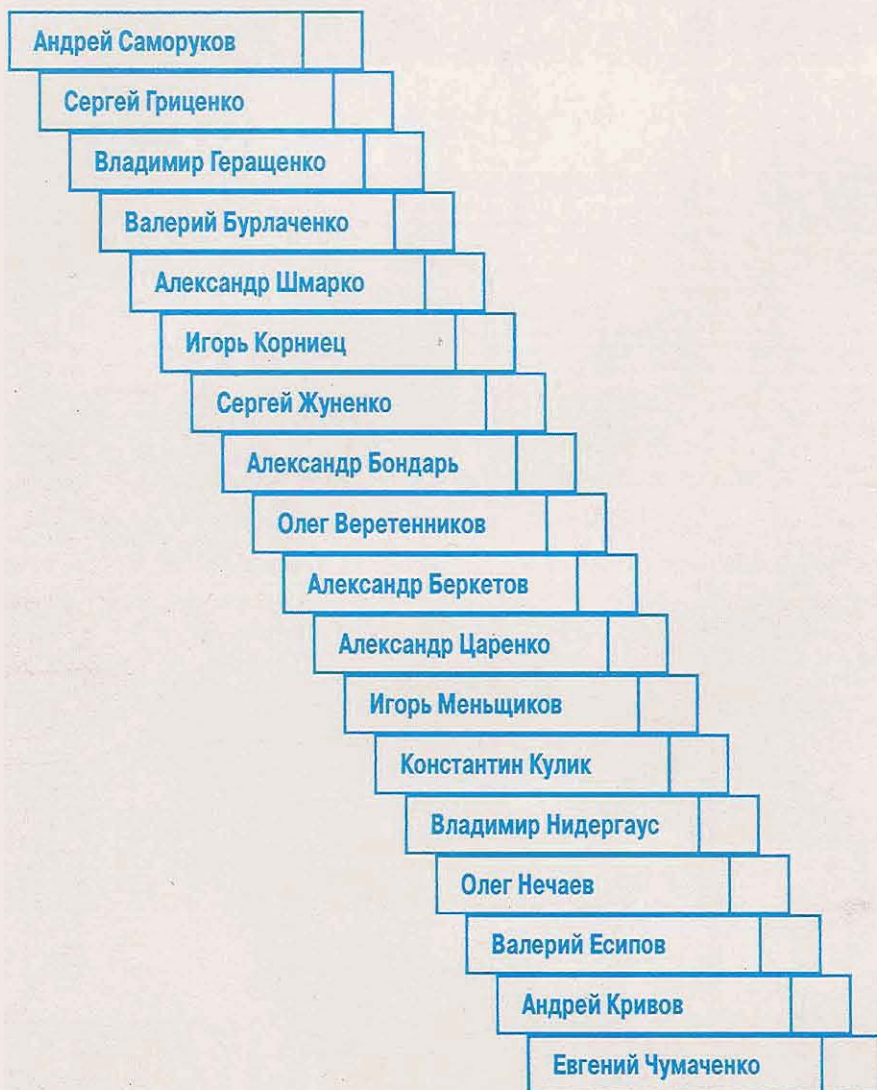 Андрей Саморуков
Сергей Гриценко
Владимир Геращенко
Валерий Бурлаченко
Александр Шмарко
Игорь Корниец
Сергей Жуненко
Александр Бондарь
Олег Веретенников
Александр Беркетов
Александр Царенко
Игорь Меньщиков
Константин Кулик
Владимир Нидергаус
Олег Нечаев
Валерий Есипов
Андрей Кривов
Евгений Чумаченко